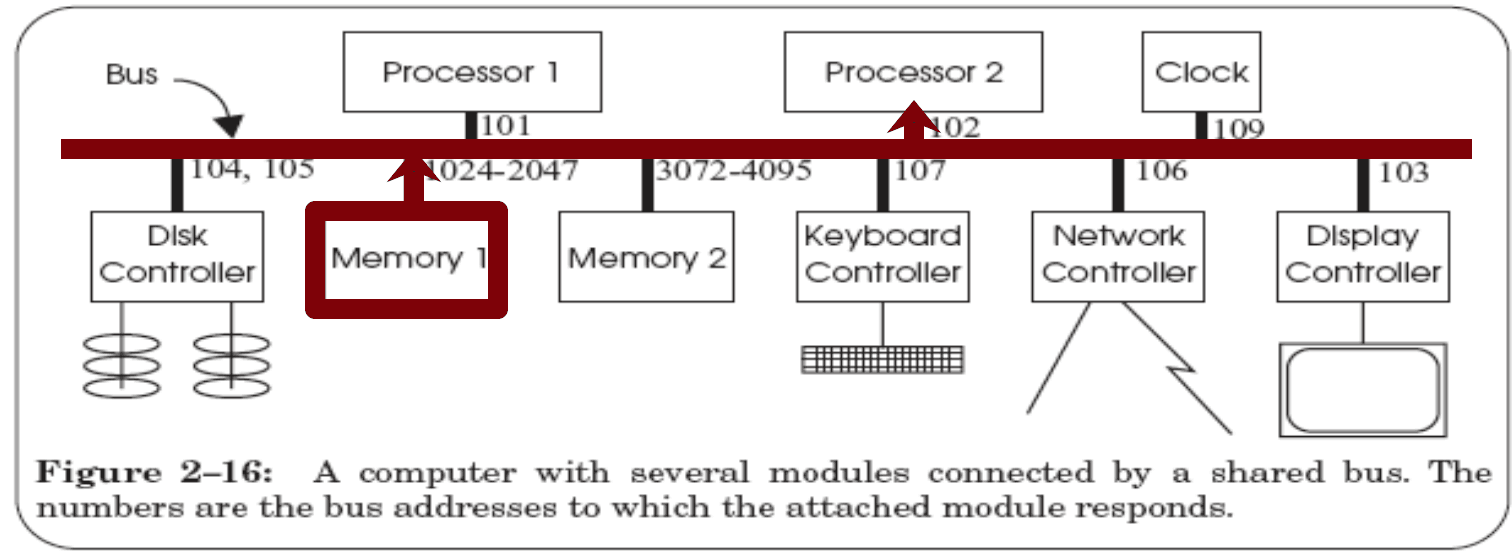 Bus
Processor 1
Processor 2
Clock
101
102
109
104, 105
1024-2047
3072-4095
107
106
103
Disk
Controller
Memory 1
Memory 2
Keyboard
Controller
Network
Controller
Display
Controller
Figure 2–16: A computer with several modules connected by a shared bus. The
numbers are the bus addresses to which the attached module responds.